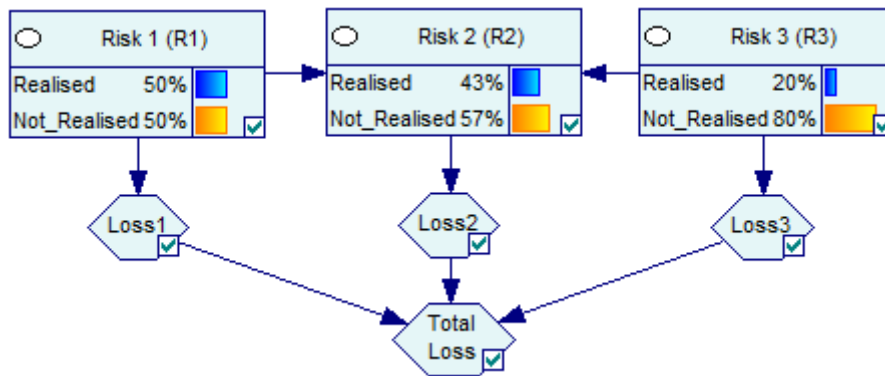 Risk 1 (R1)
Realised 50%
Not_Realised 50%
Risk 2 (R2)
Realised 43%
Not_Realised 57%
Risk 3 (R3)
Realised 20%
Not_Realised 80%
Loss1
Loss2
Loss3
Total
Loss